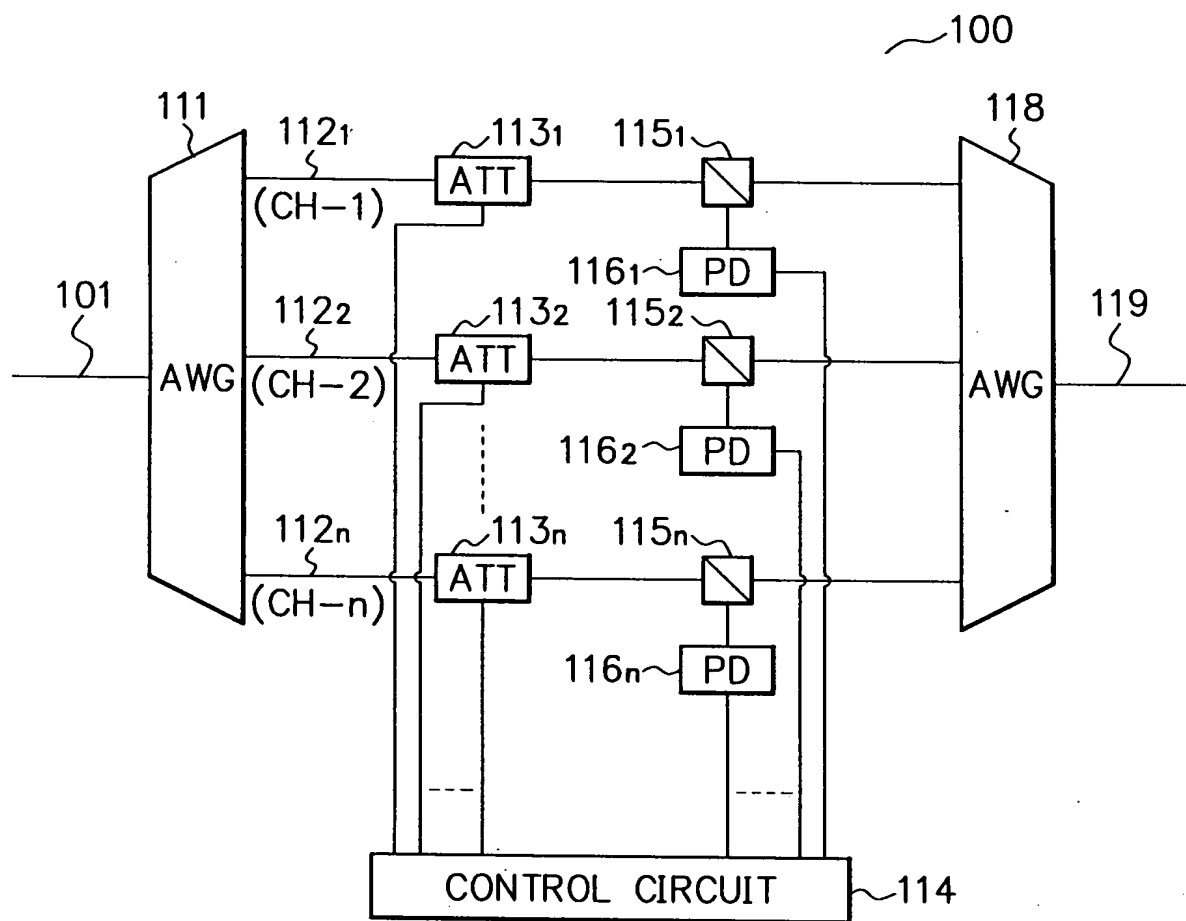 100
111
118
112₁
113₁
115₁
ATT
(CH-1)
116₁
PD
101
112₂
113₂
115₂
119
AWG
ATT
AWG
(CH-2)
116₂
PD
112n
113n
115n
ATT
(CH-n)
116n
PD
CONTROL CIRCUIT
114